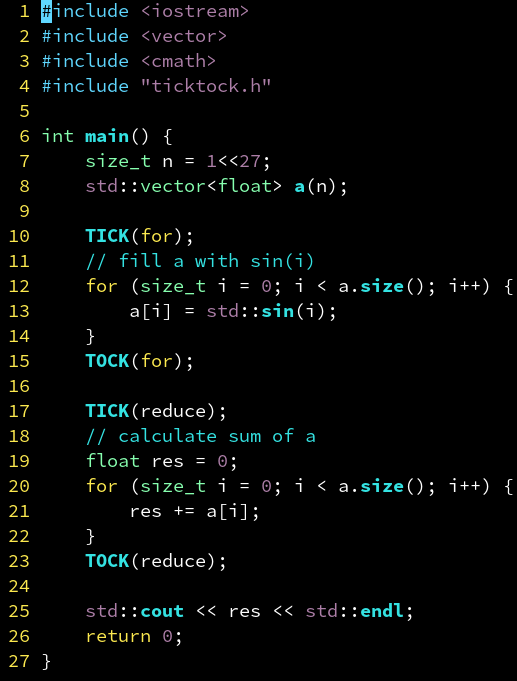 1 #include <iostream>
2 #include <vector>
3 #include <cmath>
4 #include "ticktock.h"
5
6 int main() {
7     size_t n = 1<<27;
8     std::vector<float> a(n);
9
10     TICK(for);
11     // fill a with sin(i)
12     for (size_t i = 0; i < a.size(); i++) {
13         a[i] = std::sin(i);
14     }
15     TOCK(for);
16
17     TICK(reduce);
18     // calculate sum of a
19     float res = 0;
20     for (size_t i = 0; i < a.size(); i++) {
21         res += a[i];
22     }
23     TOCK(reduce);
24
25     std::cout << res << std::endl;
26     return 0;
27 }